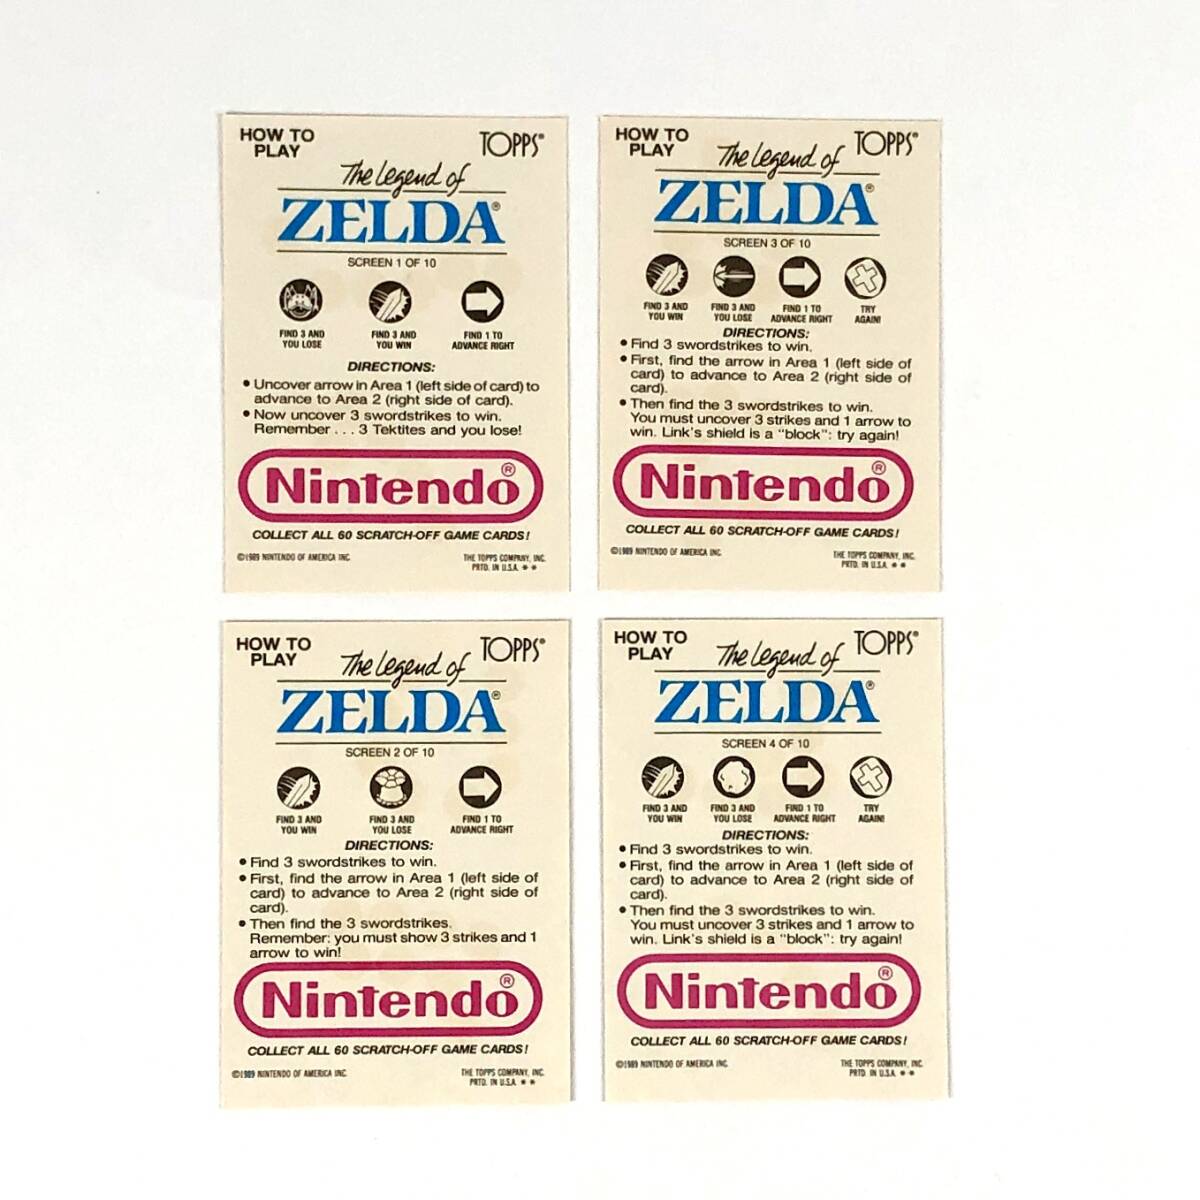 HOW TO
PLAY
TOPPS®
The Legend of
ZELDA®
SCREEN 1 OF 10
FIND 3 AND
YOU LOSE
FIND 3 AND
YOU WIN
FIND 1 TO
ADVANCE RIGHT
DIRECTIONS:
• Uncover arrow in Area 1 (left side of card) to
advance to Area 2 (right side of card).
• Now uncover 3 swordstrikes to win.
Remember . . . 3 Tektites and you lose!
Nintendo®
COLLECT ALL 60 SCRATCH-OFF GAME CARDS!
©1989 NINTENDO OF AMERICA INC.
THE TOPPS COMPANY, INC.
PRTD. IN U.S.A. * *
HOW TO
PLAY
TOPPS®
The Legend of
ZELDA®
SCREEN 3 OF 10
FIND 3 AND
YOU WIN
FIND 3 AND
YOU LOSE
FIND 1 TO
ADVANCE RIGHT
TRY
AGAIN!
DIRECTIONS:
• Find 3 swordstrikes to win.
• First, find the arrow in Area 1 (left side of
card) to advance to Area 2 (right side of
card).
• Then find the 3 swordstrikes to win.
You must uncover 3 strikes and 1 arrow to
win. Link's shield is a "block": try again!
Nintendo®
COLLECT ALL 60 SCRATCH-OFF GAME CARDS!
©1989 NINTENDO OF AMERICA INC.
THE TOPPS COMPANY, INC.
PRTD. IN U.S.A. * *
HOW TO
PLAY
TOPPS®
The Legend of
ZELDA®
SCREEN 2 OF 10
FIND 3 AND
YOU WIN
FIND 3 AND
YOU LOSE
FIND 1 TO
ADVANCE RIGHT
DIRECTIONS:
• Find 3 swordstrikes to win.
• First, find the arrow in Area 1 (left side of
card) to advance to Area 2 (right side of
card).
• Then find the 3 swordstrikes.
Remember: you must show 3 strikes and 1
arrow to win!
Nintendo®
COLLECT ALL 60 SCRATCH-OFF GAME CARDS!
©1989 NINTENDO OF AMERICA INC.
THE TOPPS COMPANY, INC.
PRTD. IN U.S.A. * *
HOW TO
PLAY
TOPPS®
The Legend of
ZELDA®
SCREEN 4 OF 10
FIND 3 AND
YOU WIN
FIND 3 AND
YOU LOSE
FIND 1 TO
ADVANCE RIGHT
TRY
AGAIN!
DIRECTIONS:
• Find 3 swordstrikes to win.
• First, find the arrow in Area 1 (left side of
card) to advance to Area 2 (right side of
card).
• Then find the 3 swordstrikes to win.
You must uncover 3 strikes and 1 arrow to
win. Link's shield is a "block": try again!
Nintendo®
COLLECT ALL 60 SCRATCH-OFF GAME CARDS!
©1989 NINTENDO OF AMERICA INC.
THE TOPPS COMPANY, INC.
PRTD. IN U.S.A. * *